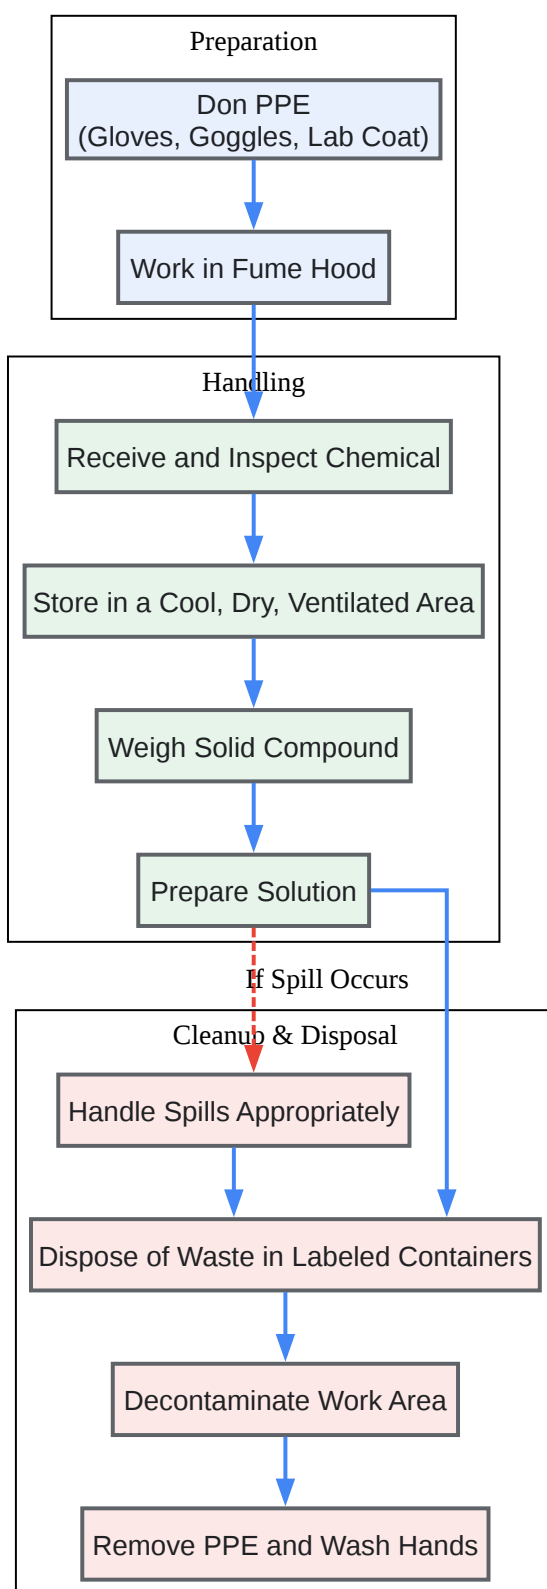 Preparation
Don PPE
(Gloves, Goggles, Lab Coat)
Work in Fume Hood
Handling
Receive and Inspect Chemical
Store in a Cool, Dry, Ventilated Area
Weigh Solid Compound
Prepare Solution
If Spill Occurs
Cleanup & Disposal
Handle Spills Appropriately
Dispose of Waste in Labeled Containers
Decontaminate Work Area
Remove PPE and Wash Hands